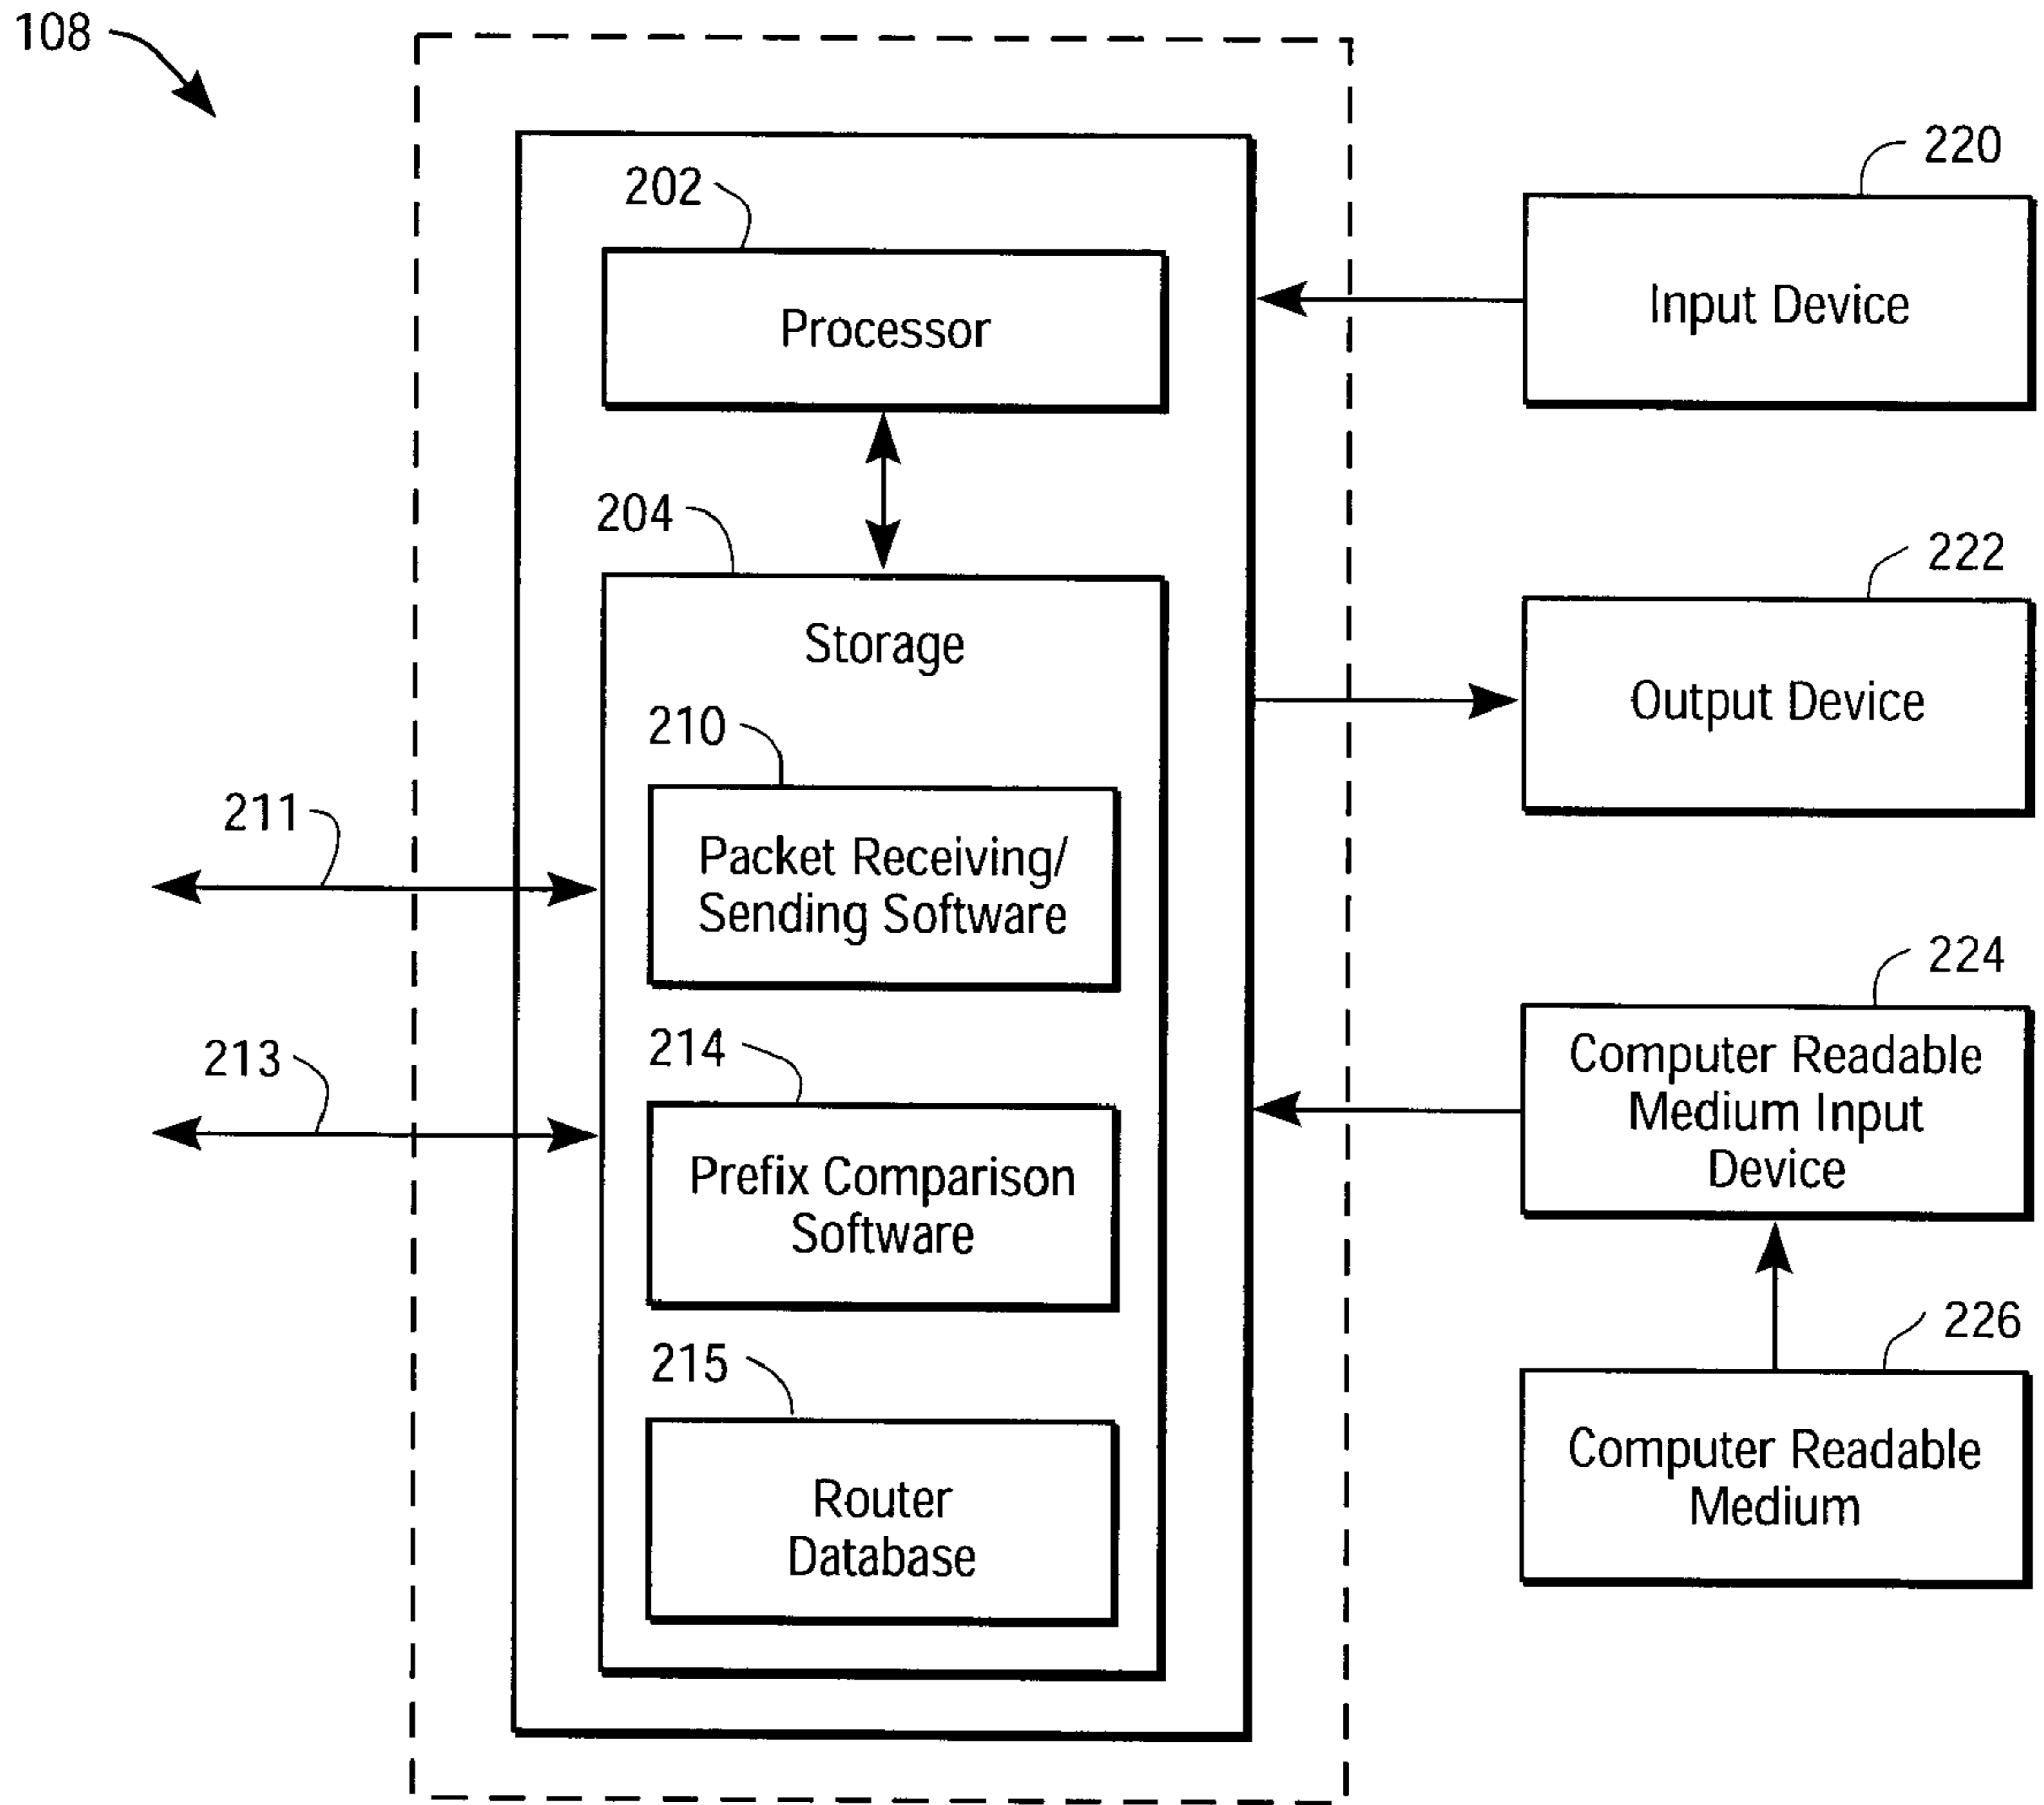 108
202
Processor
204
Storage
210
Packet Receiving/
Sending Software
211
214
213
Prefix Comparison
Software
215
Router
Database
220
Input Device
222
Output Device
224
Computer Readable
Medium Input
Device
226
Computer Readable
Medium